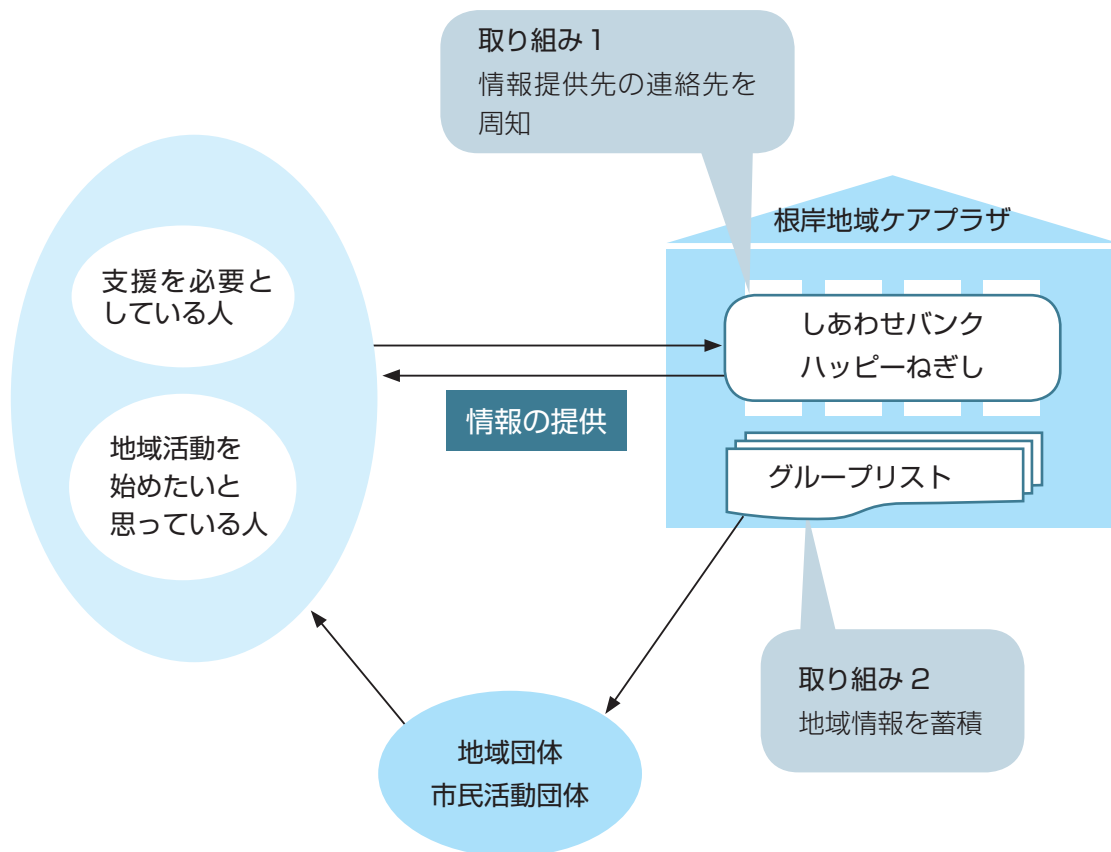 取り組み 1
情報提供先の連絡先を
周知
根岸地域ケアプラザ
支援を必要と
している人
しあわせバンク
ハッピーねぎし
情報の提供
地域活動を
始めたいと
思っている人
グループリスト
取り組み 2
地域情報を蓄積
地域団体
市民活動団体